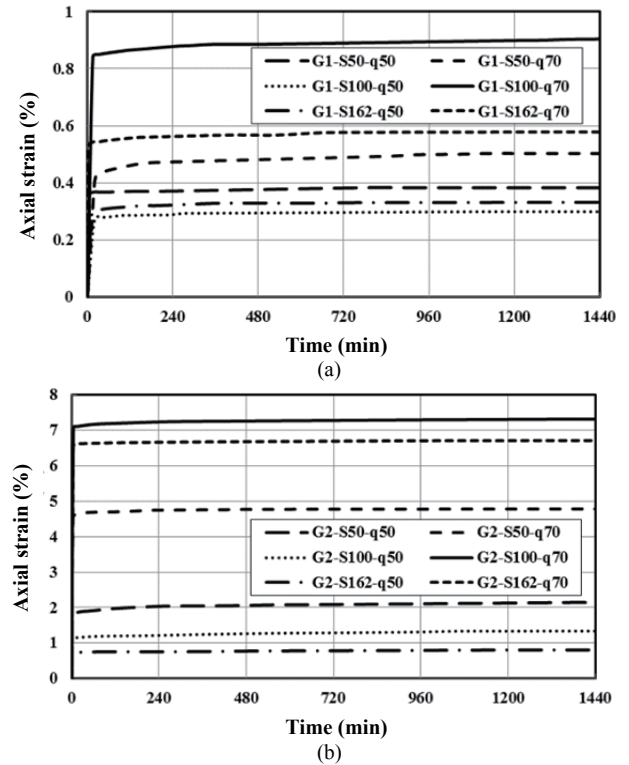 1
0.8
0.6
0.4
0.2
0
Axial strain (%)
G1-S50-q50 G1-S50-q70
G1-S100-q50 G1-S100-q70
G1-S162-q50 G1-S162-q70
0 240 480 720 960 1200 1440
Time (min)
(a)
8
7
6
5
4
3
2
1
0
Axial strain (%)
G2-S50-q50 G2-S50-q70
G2-S100-q50 G2-S100-q70
G2-S162-q50 G2-S162-q70
0 240 480 720 960 1200 1440
Time (min)
(b)